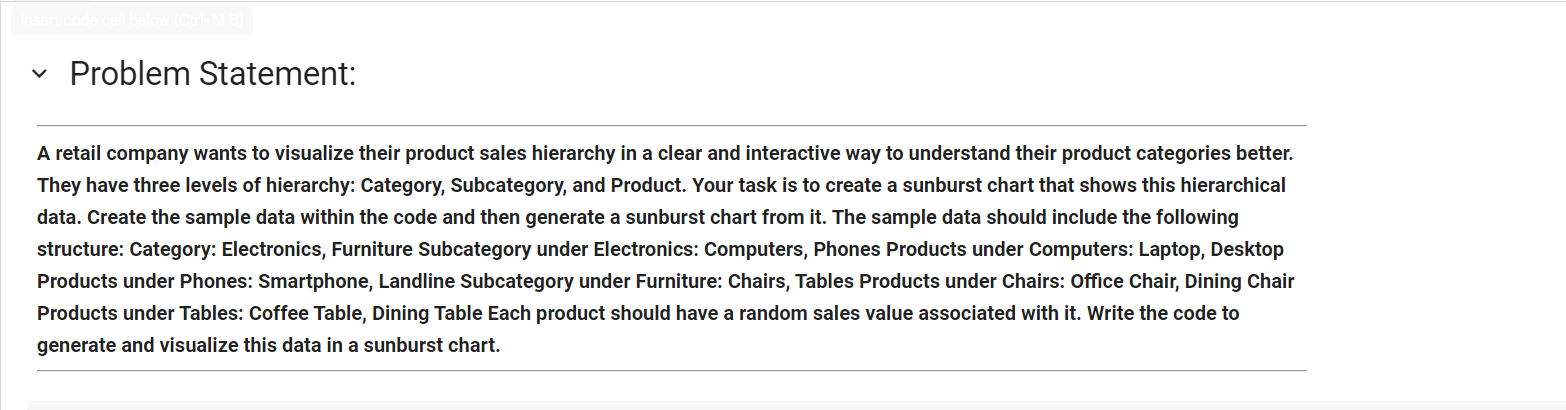 Insert code cell below (Ctrl+M B)
Problem Statement:
A retail company wants to visualize their product sales hierarchy in a clear and interactive way to understand their product categories better.
They have three levels of hierarchy: Category, Subcategory, and Product. Your task is to create a sunburst chart that shows this hierarchical
data. Create the sample data within the code and then generate a sunburst chart from it. The sample data should include the following
structure: Category: Electronics, Furniture Subcategory under Electronics: Computers, Phones Products under Computers: Laptop, Desktop
Products under Phones: Smartphone, Landline Subcategory under Furniture: Chairs, Tables Products under Chairs: Office Chair, Dining Chair
Products under Tables: Coffee Table, Dining Table Each product should have a random sales value associated with it. Write the code to
generate and visualize this data in a sunburst chart.